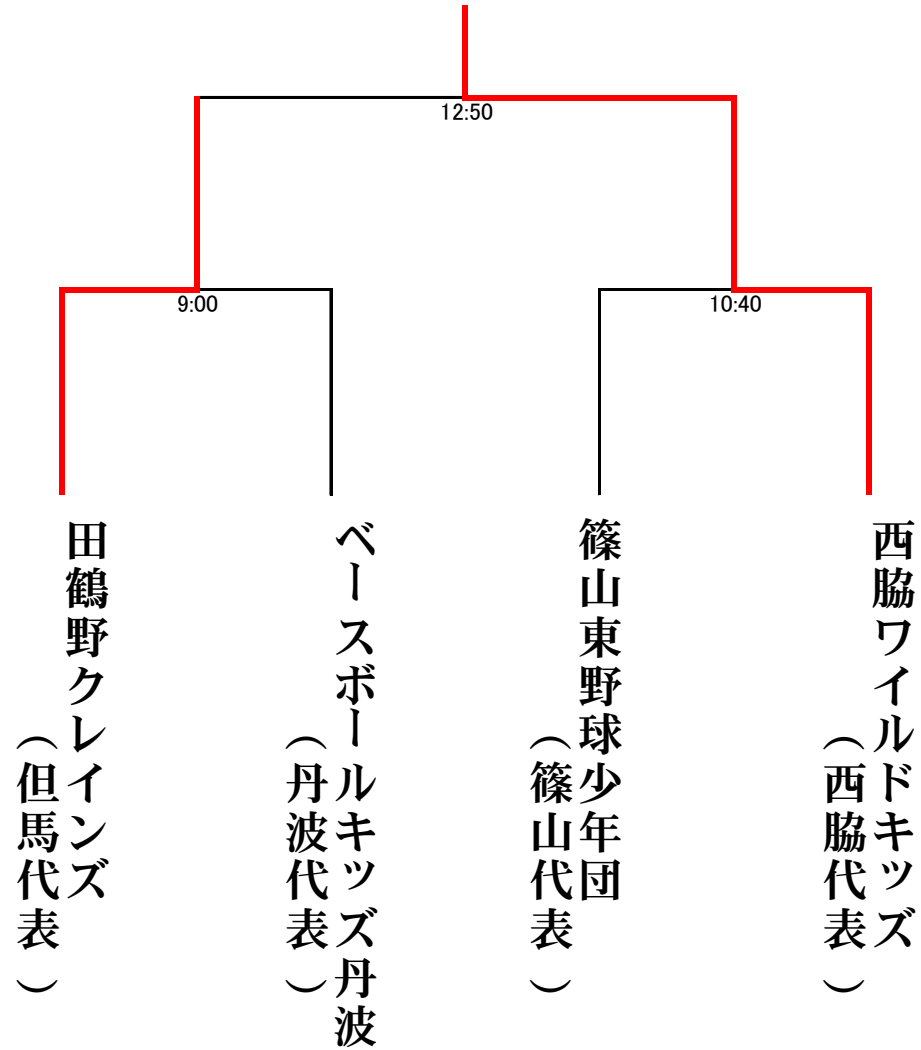 12:50
9:00
10:40
田鶴野クレインズ
（但馬代表）
ベースボールキッズ丹波
（丹波代表）
篠山東野球少年団
（篠山代表）
西脇ワイルドキッズ
（西脇代表）